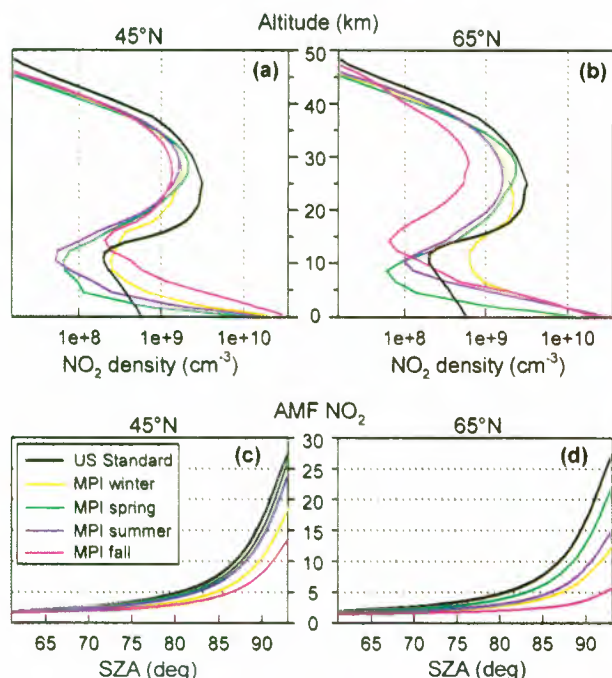 Altitude (km)
45°N 65°N
(a) 50 (b)
40
30
20
10
0
1e+8 1e+9 1e+10 1e+8 1e+9 1e+10
NO₂ density (cm⁻³) NO₂ density (cm⁻³)
AMF NO₂
45°N 65°N
(c) 30 (d)
US Standard 25
MPI winter 20
MPI spring 15
MPI summer 10
MPI fall 5
0
65 70 75 80 85 90 65 70 75 80 85 90
SZA (deg) SZA (deg)